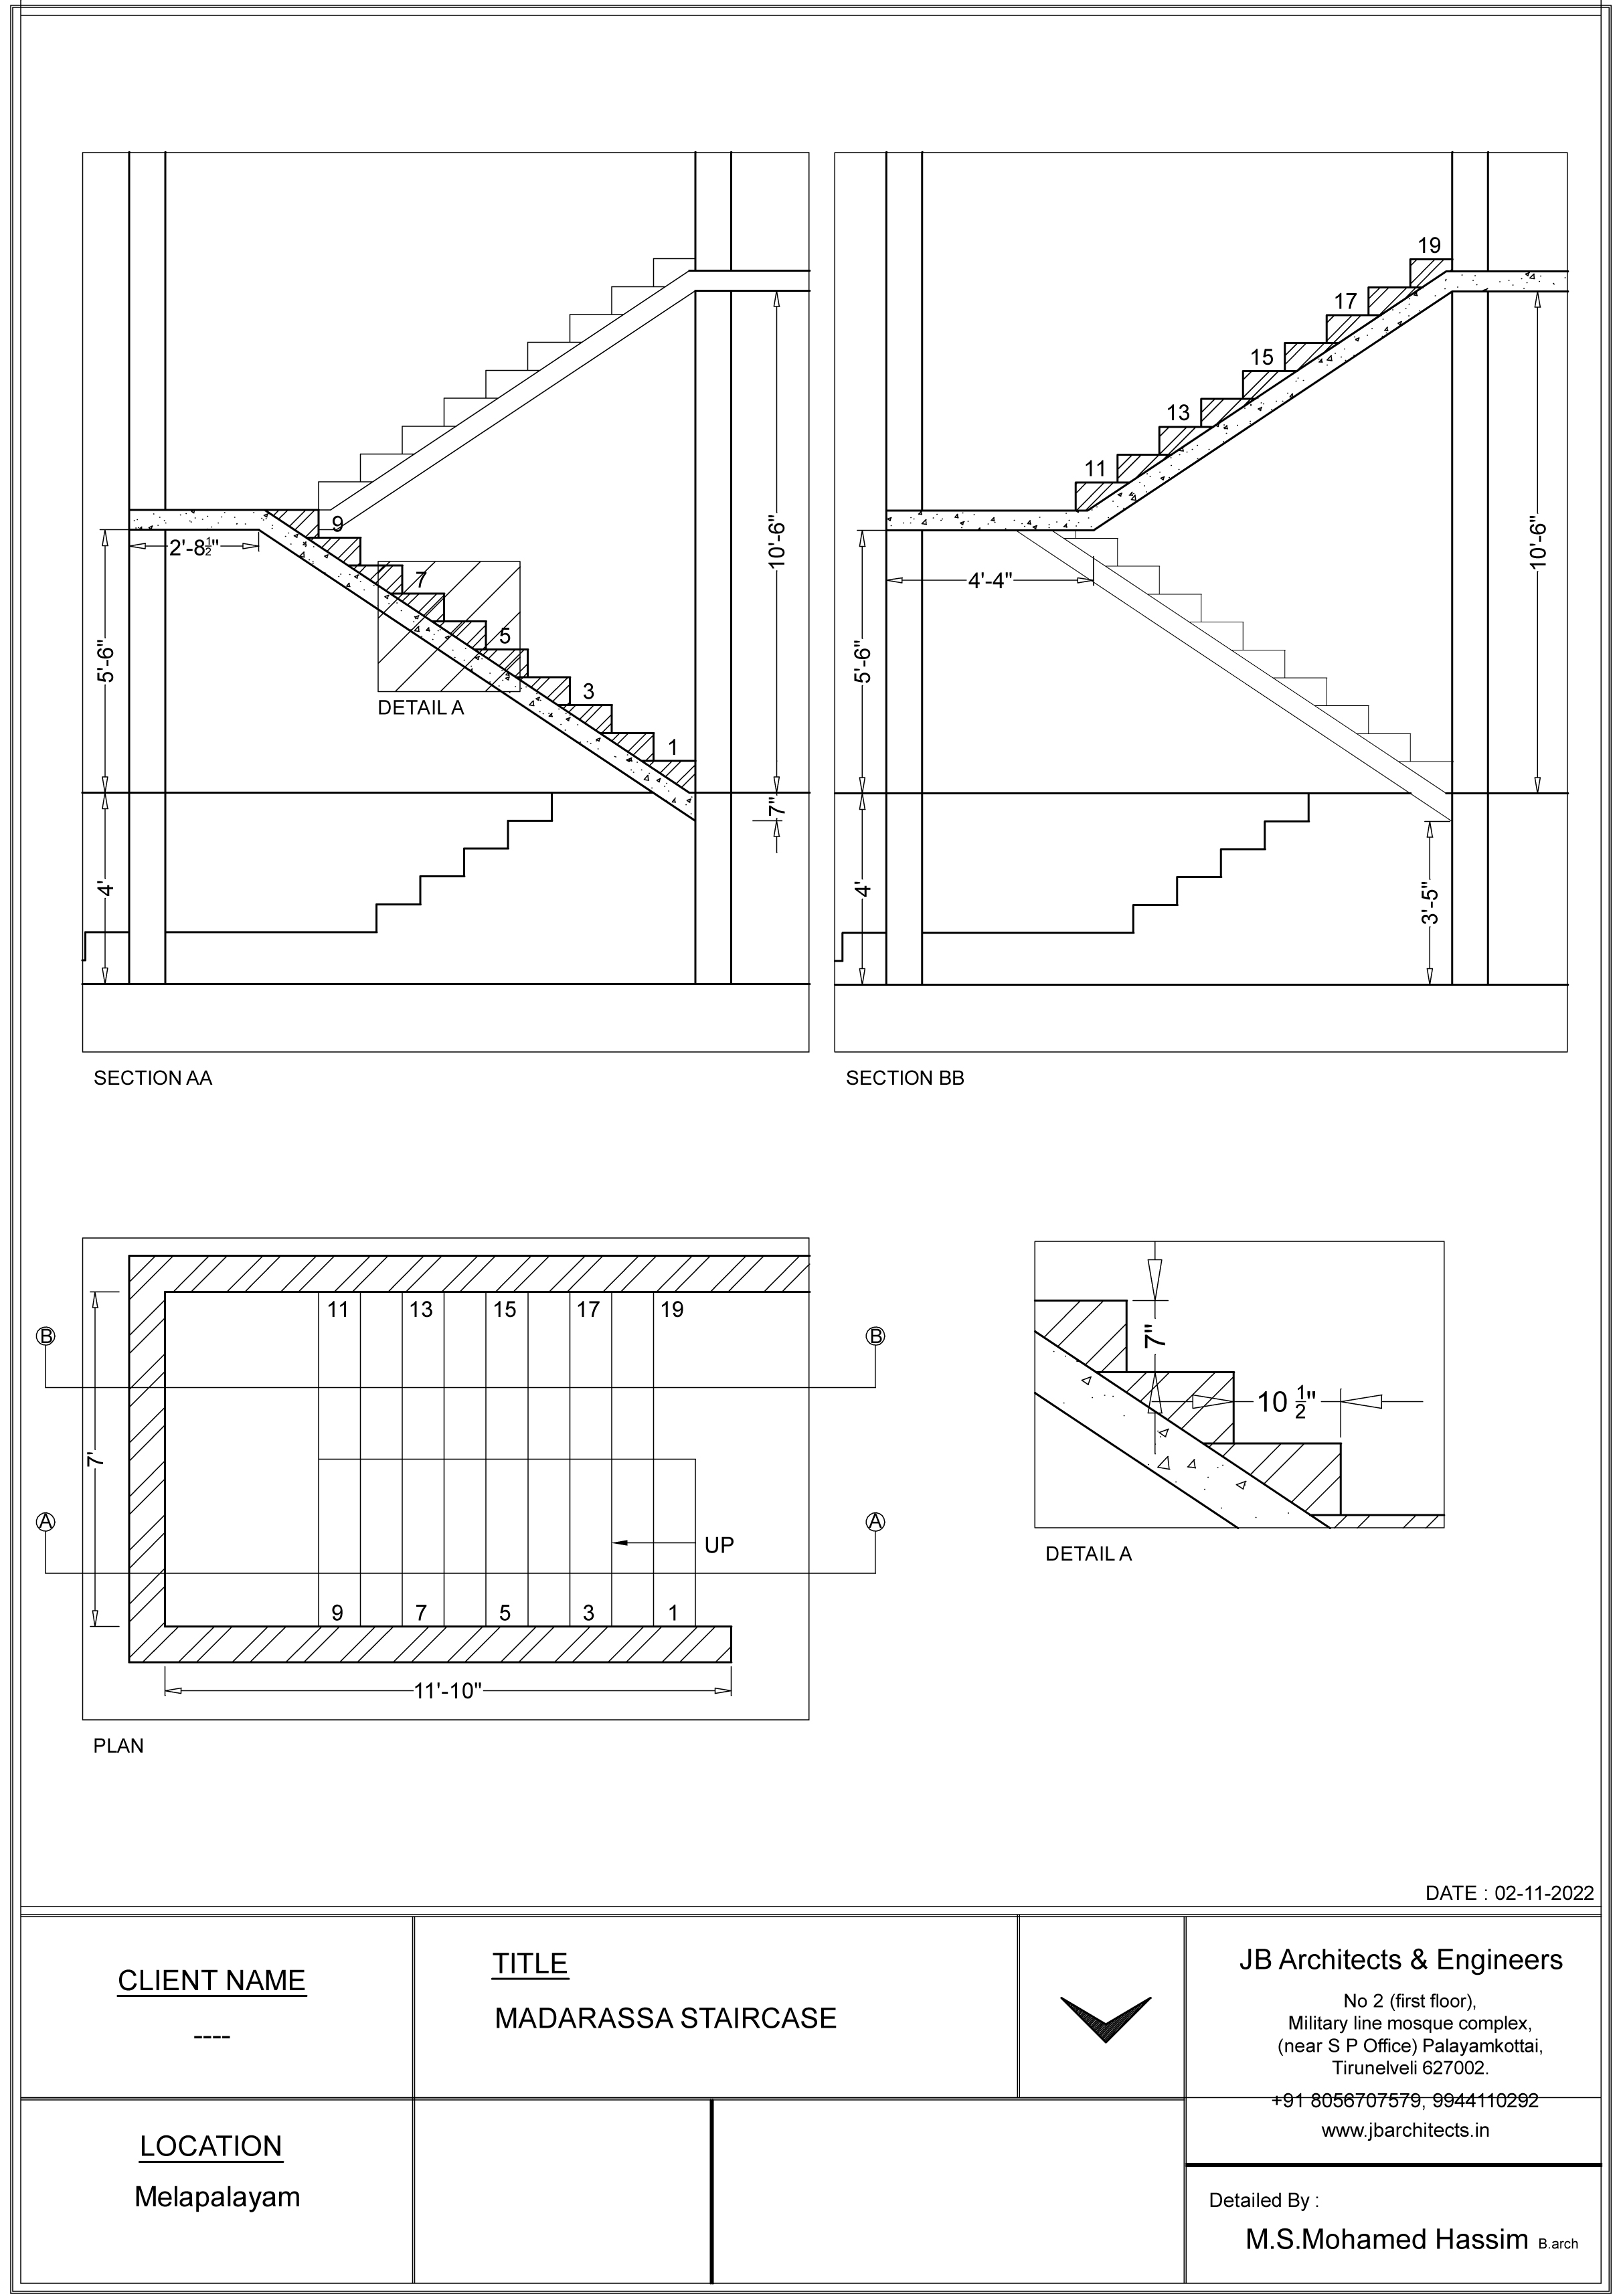 19
17
15
13
11
9
7
5
3
1
2'-8½"
5'-6"
10'-6"
DETAIL A
7"
4'
4'-4"
5'-6"
10'-6"
4'
3'-5"
SECTION AA
SECTION BB
11 13 15 17 19
B B
7'
A A
UP
9 7 5 3 1
11'-10"
PLAN
7"
10 ½"
DETAIL A
DATE : 02-11-2022
CLIENT NAME
----
TITLE
MADARASSA STAIRCASE
LOCATION
Melapalayam
JB Architects & Engineers
No 2 (first floor),
Military line mosque complex,
(near S P Office) Palayamkottai,
Tirunelveli 627002.
+91 8056707579, 9944110292
www.jbarchitects.in
Detailed By :
M.S.Mohamed Hassim B.arch